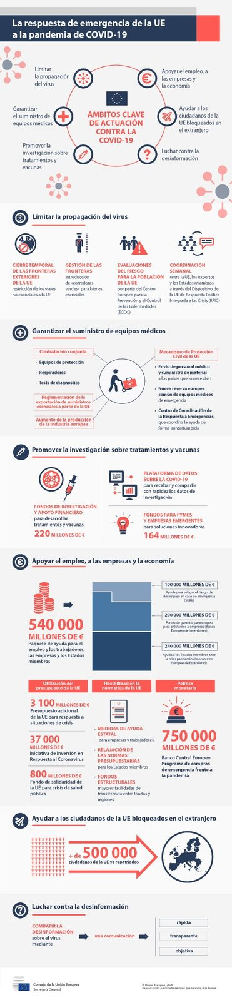 La respuesta de emergencia de la UE
a la pandemia de COVID-19
Limitar
la propagación
del virus
Apoyar el empleo, a
las empresas y
la economía
Garantizar
el suministro de
equipos médicos
ÁMBITOS CLAVE
DE ACTUACIÓN
CONTRA LA
COVID-19
Ayudar a los
ciudadanos de la
UE bloqueados en
el extranjero
Promover la
investigación sobre
tratamientos y
vacunas
Luchar contra la
desinformación
Limitar la propagación del virus
CIERRE TEMPORAL
DE LAS FRONTERAS
EXTERIORES
DE LA UE
restricción de los viajes
no esenciales a la UE
GESTIÓN DE LAS
FRONTERAS
introducción
de «corredores
verdes» para bienes
esenciales
EVALUACIONES
DEL RIESGO
PARA LA POBLACIÓN
DE LA UE
por parte del Centro
Europeo para la
Prevención y el Control
de las Enfermedades
(ECDC)
COORDINACIÓN
SEMANAL
entre la UE, los expertos
y los Estados miembros
a través del Dispositivo de
la UE de Respuesta Política
Integrada a las Crisis (RPIC)
Garantizar el suministro de equipos médicos
Contratación conjunta
• Equipos de protección
• Respiradores
• Tests de diagnóstico
Reglamentación de la
exportación de suministros
esenciales a partir de la UE
Aumento de la producción
de la industria europea
Mecanismo de Protección
Civil de la UE
• Envío de personal médico
y suministro de material
a los países que lo necesiten
• Nueva reserva europea
común de equipos médicos
de emergencia
• Centro de Coordinación de
la Respuesta a Emergencias,
que coordina la ayuda de
forma ininterrumpida
Promover la investigación sobre tratamientos y vacunas
FONDOS DE INVESTIGACIÓN
Y APOYO FINANCIERO
para desarrollar
tratamientos y vacunas
220 MILLONES DE €
PLATAFORMA DE DATOS
SOBRE LA COVID-19
para recabar y compartir
con rapidez los datos de
investigación
FONDOS PARA PYMES
Y EMPRESAS EMERGENTES
para soluciones innovadoras
164 MILLONES DE €
Apoyar el empleo, a las empresas y la economía
540 000
MILLONES DE €
Paquete de ayuda para el
empleo y los trabajadores,
las empresas y los Estados
miembros
100 000 MILLONES DE €
Ayuda para mitigar el riesgo de
desempleo en caso de emergencia
(SURE)
200 000 MILLONES DE €
Fondo de garantía paneuropeo
para préstamos a empresas (Banco
Europeo de Inversiones)
240 000 MILLONES DE €
Ayuda a los Estados miembros ante
la crisis pandémica (Mecanismo
Europeo de Estabilidad)
Utilización del
presupuesto de la UE
3 100 MILLONES DE €
Presupuesto adicional
de la UE para respuesta a
situaciones de crisis
37 000
MILLONES DE €
Iniciativa de Inversión en
Respuesta al Coronavirus
800 MILLONES DE €
Fondo de solidaridad de
la UE para crisis de salud
pública
Flexibilidad en la
normativa de la UE
• MEDIDAS DE AYUDA
ESTATAL
para empresas y trabajadores
• RELAJACIÓN DE
LAS NORMAS
PRESUPUESTARIAS
para los Estados miembros
• FONDOS
ESTRUCTURALES
mayores facilidades de
transferencia entre fondos y
regiones
Política
monetaria
750 000
MILLONES DE €
Banco Central Europeo
Programa de compras
de emergencia frente a
la pandemia
Ayudar a los ciudadanos de la UE bloqueados en el extranjero
+ de 500 000
ciudadanos de la UE ya repatriados
Luchar contra la desinformación
COMBATIR LA
DESINFORMACIÓN
sobre el virus
mediante
una comunicación
rápida
transparente
objetiva
Consejo de la Unión Europea
Secretaría General
© Unión Europea, 2020
Reproducción autorizada siempre que se indique la fuente